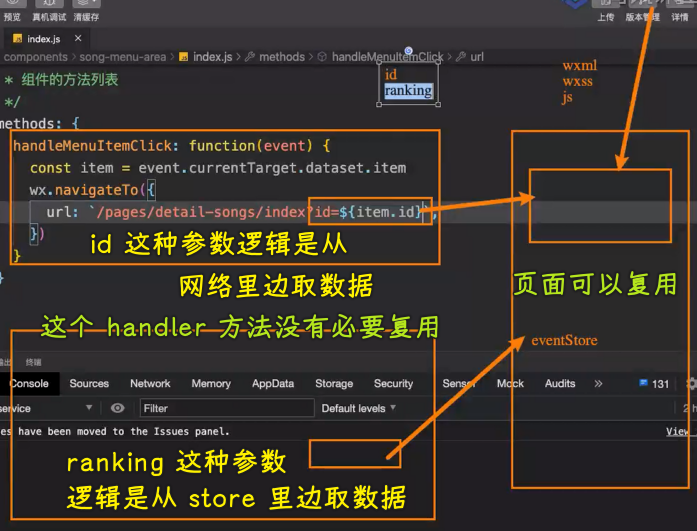 预览 真机调试 清缓存 上传 版本管理 详情
index.js
components > song-menu-area > index.js > methods > handleMenuItemClick > url
id
ranking
wxml
wxss
js
* 组件的方法列表
*/
methods: {
handleMenuItemClick: function(event) {
const item = event.currentTarget.dataset.item
wx.navigateTo({
url: `/pages/detail-songs/index?id=${item.id}`,
})
}
}
id 这种参数逻辑是从
网络里边取数据
页面可以复用
这个 handler 方法没有必要复用
eventStore
终端
Console Sources Network Memory AppData Storage Security Sensor Mock Audits » 131
service Filter Default levels
es have been moved to the Issues panel. View
ranking 这种参数
逻辑是从 store 里边取数据